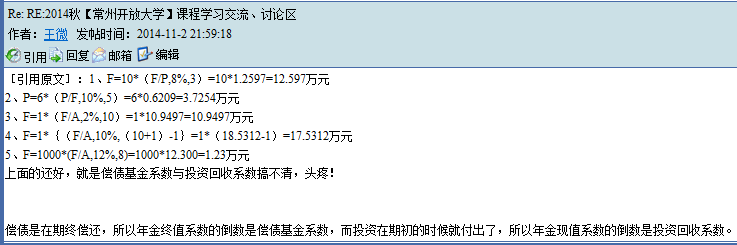 Re: RE:2014秋【常州开放大学】课程学习交流、讨论区
作者：王微 发帖时间：2014-11-2 21:59:18
引用 回复 邮箱 编辑
［引用原文］：1、F=10*（F/P,8%,3）=10*1.2597=12.597万元
2、P=6*（P/F,10%,5）=6*0.6209=3.7254万元
3、F=1*（F/A,2%,10）=1*10.9497=10.9497万元
4、F=1*｛（F/A,10%,（10+1）-1｝=1*（18.5312-1）=17.5312万元
5、F=1000*(F/A,12%,8)=1000*12.300=1.23万元
上面的还好，就是偿债基金系数与投资回收系数搞不清，头疼！
偿债是在期终偿还，所以年金终值系数的倒数是偿债基金系数，而投资在期初的时候就付出了，所以年金现值系数的倒数是投资回收系数。